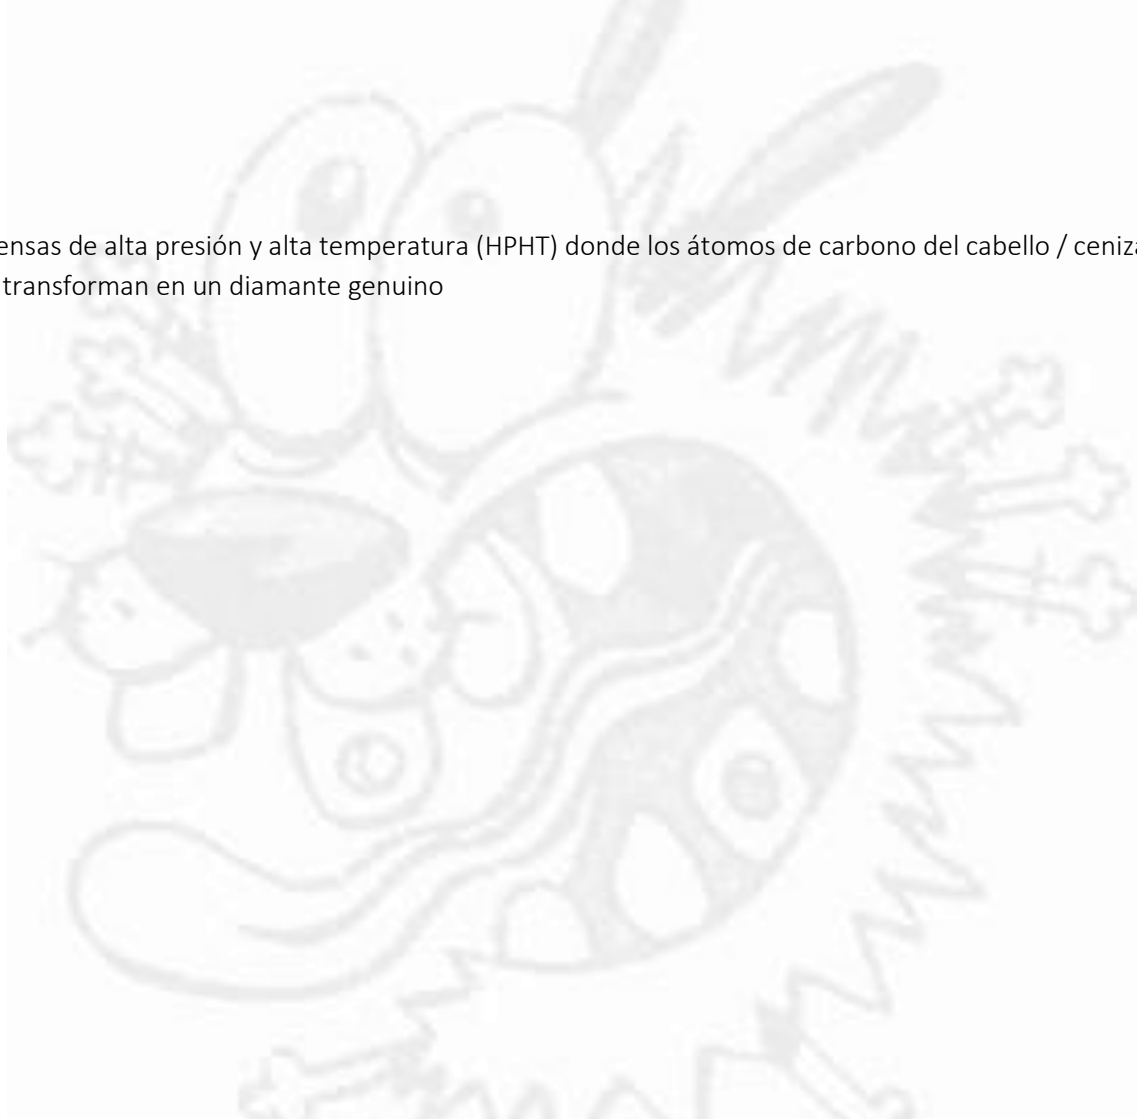 ensas de alta presión y alta temperatura (HPHT) donde los átomos de carbono del cabello / ceniza
transforman en un diamante genuino